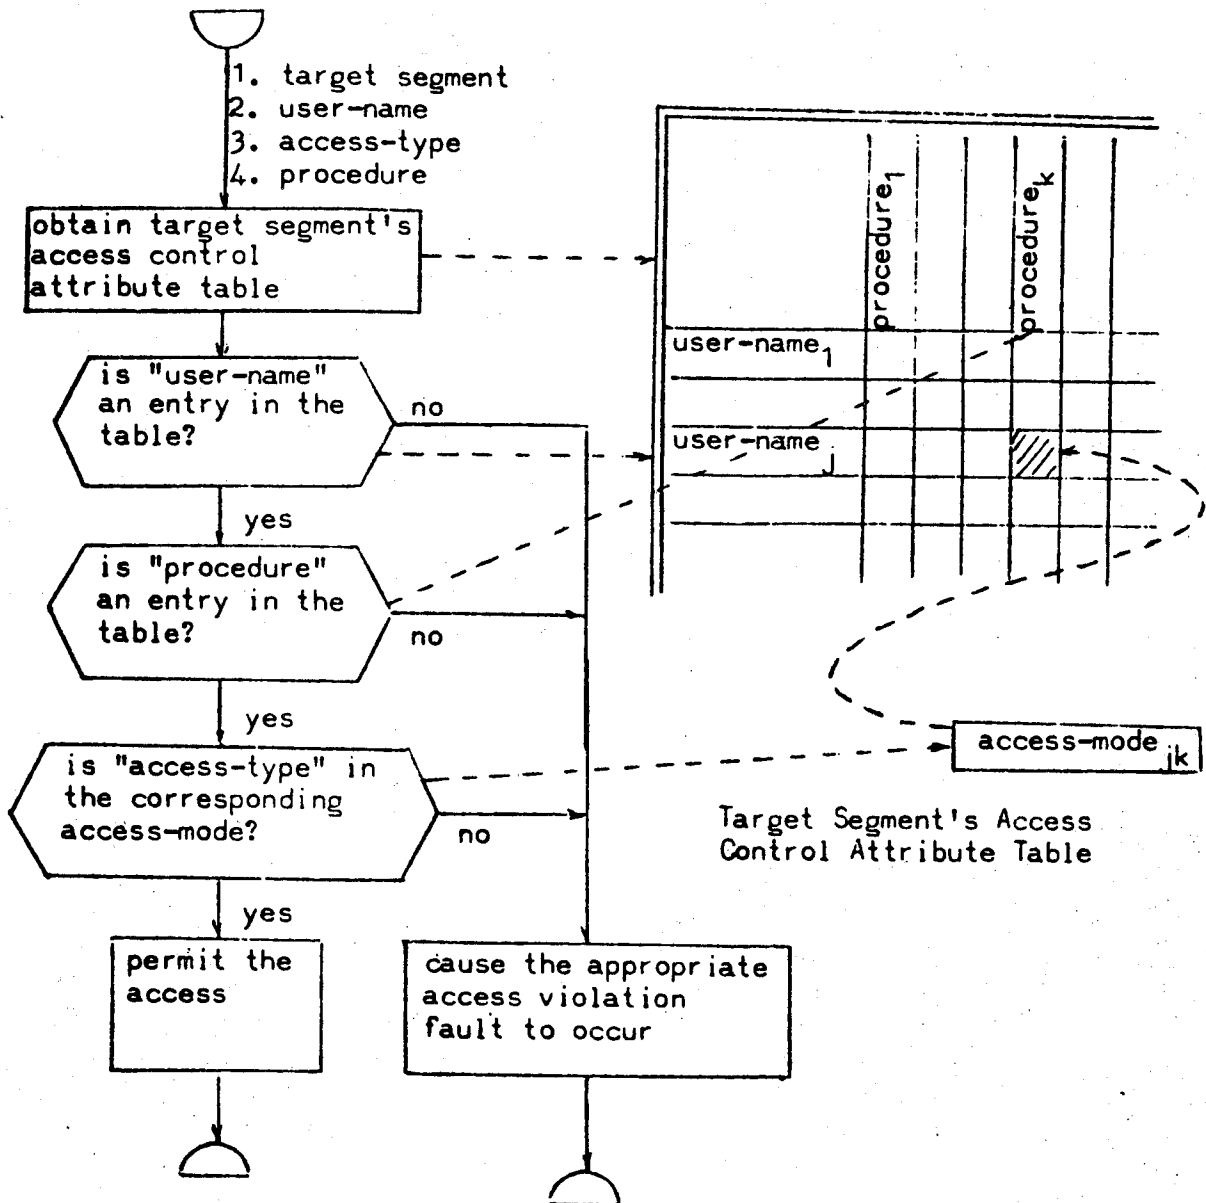 1. target segment
2. user-name
3. access-type
4. procedure
obtain target segment's
access control
attribute table
is "user-name"
an entry in the
table?
no
yes
is "procedure"
an entry in the
table?
no
yes
is "access-type" in
the corresponding
access-mode?
no
yes
permit the
access
cause the appropriate
access violation
fault to occur
procedure1
procedurek
user-name1
user-name j
access-mode jk
Target Segment's Access
Control Attribute Table